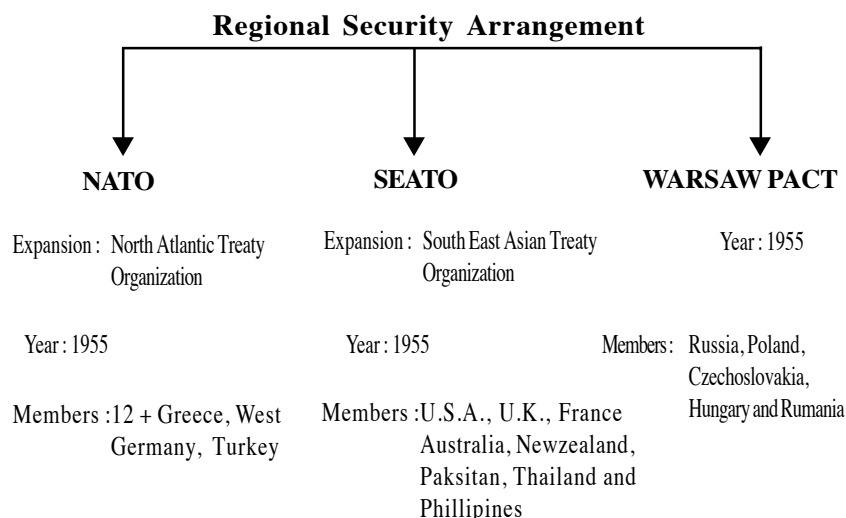 Regional Security Arrangement
NATO
Expansion : North Atlantic Treaty
Organization
Year : 1955
Members :12 + Greece, West
Germany, Turkey
SEATO
Expansion : South East Asian Treaty
Organization
Year : 1955
Members :U.S.A., U.K., France
Australia, Newzealand,
Paksitan, Thailand and
Phillipines
WARSAW PACT
Year : 1955
Members : Russia, Poland,
Czechoslovakia,
Hungary and Rumania